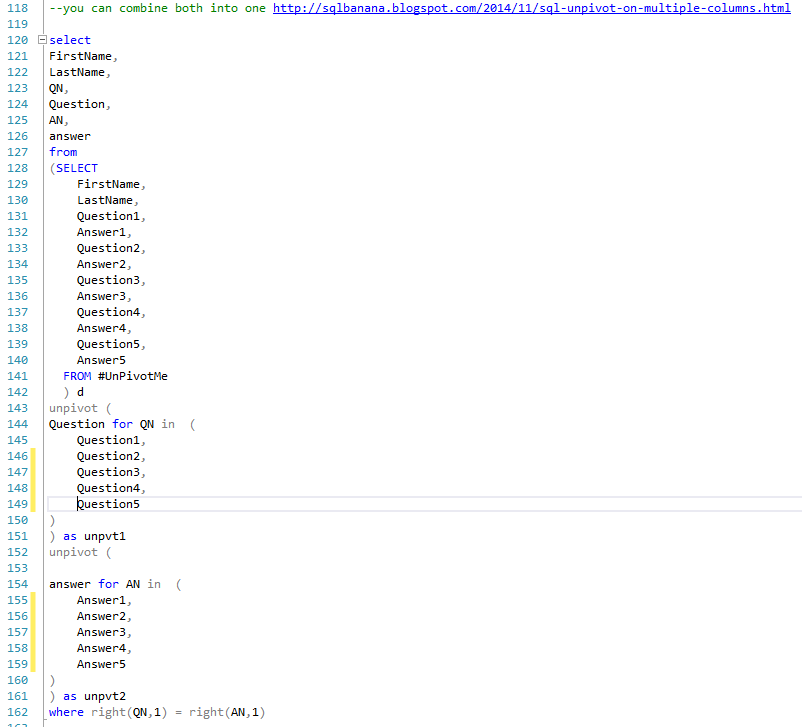 118 --you can combine both into one http://sqlbanana.blogspot.com/2014/11/sql-unpivot-on-multiple-columns.html
119
120 select
121 FirstName,
122 LastName,
123 QN,
124 Question,
125 AN,
126 answer
127 from
128 (SELECT
129     FirstName,
130     LastName,
131     Question1,
132     Answer1,
133     Question2,
134     Answer2,
135     Question3,
136     Answer3,
137     Question4,
138     Answer4,
139     Question5,
140     Answer5
141   FROM #UnPivotMe
142   ) d
143 unpivot (
144 Question for QN in  (
145     Question1,
146     Question2,
147     Question3,
148     Question4,
149     Question5
150 )
151 ) as unpvt1
152 unpivot (
153
154 answer for AN in  (
155     Answer1,
156     Answer2,
157     Answer3,
158     Answer4,
159     Answer5
160 )
161 ) as unpvt2
162 where right(QN,1) = right(AN,1)